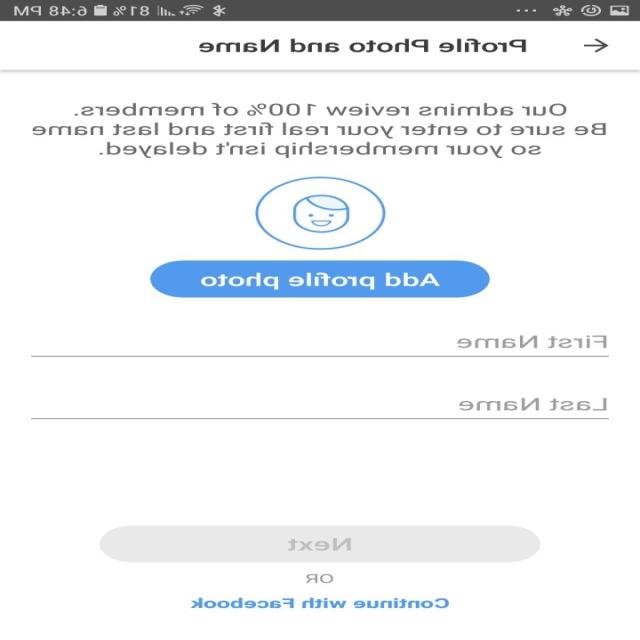 81% 6:48 PM
Profile Photo and Name
Our admins review 100% of members.
Be sure to enter your real first and last name
so your membership isn't delayed.
Add profile photo
First Name
Last Name
Next
OR
Continue with Facebook